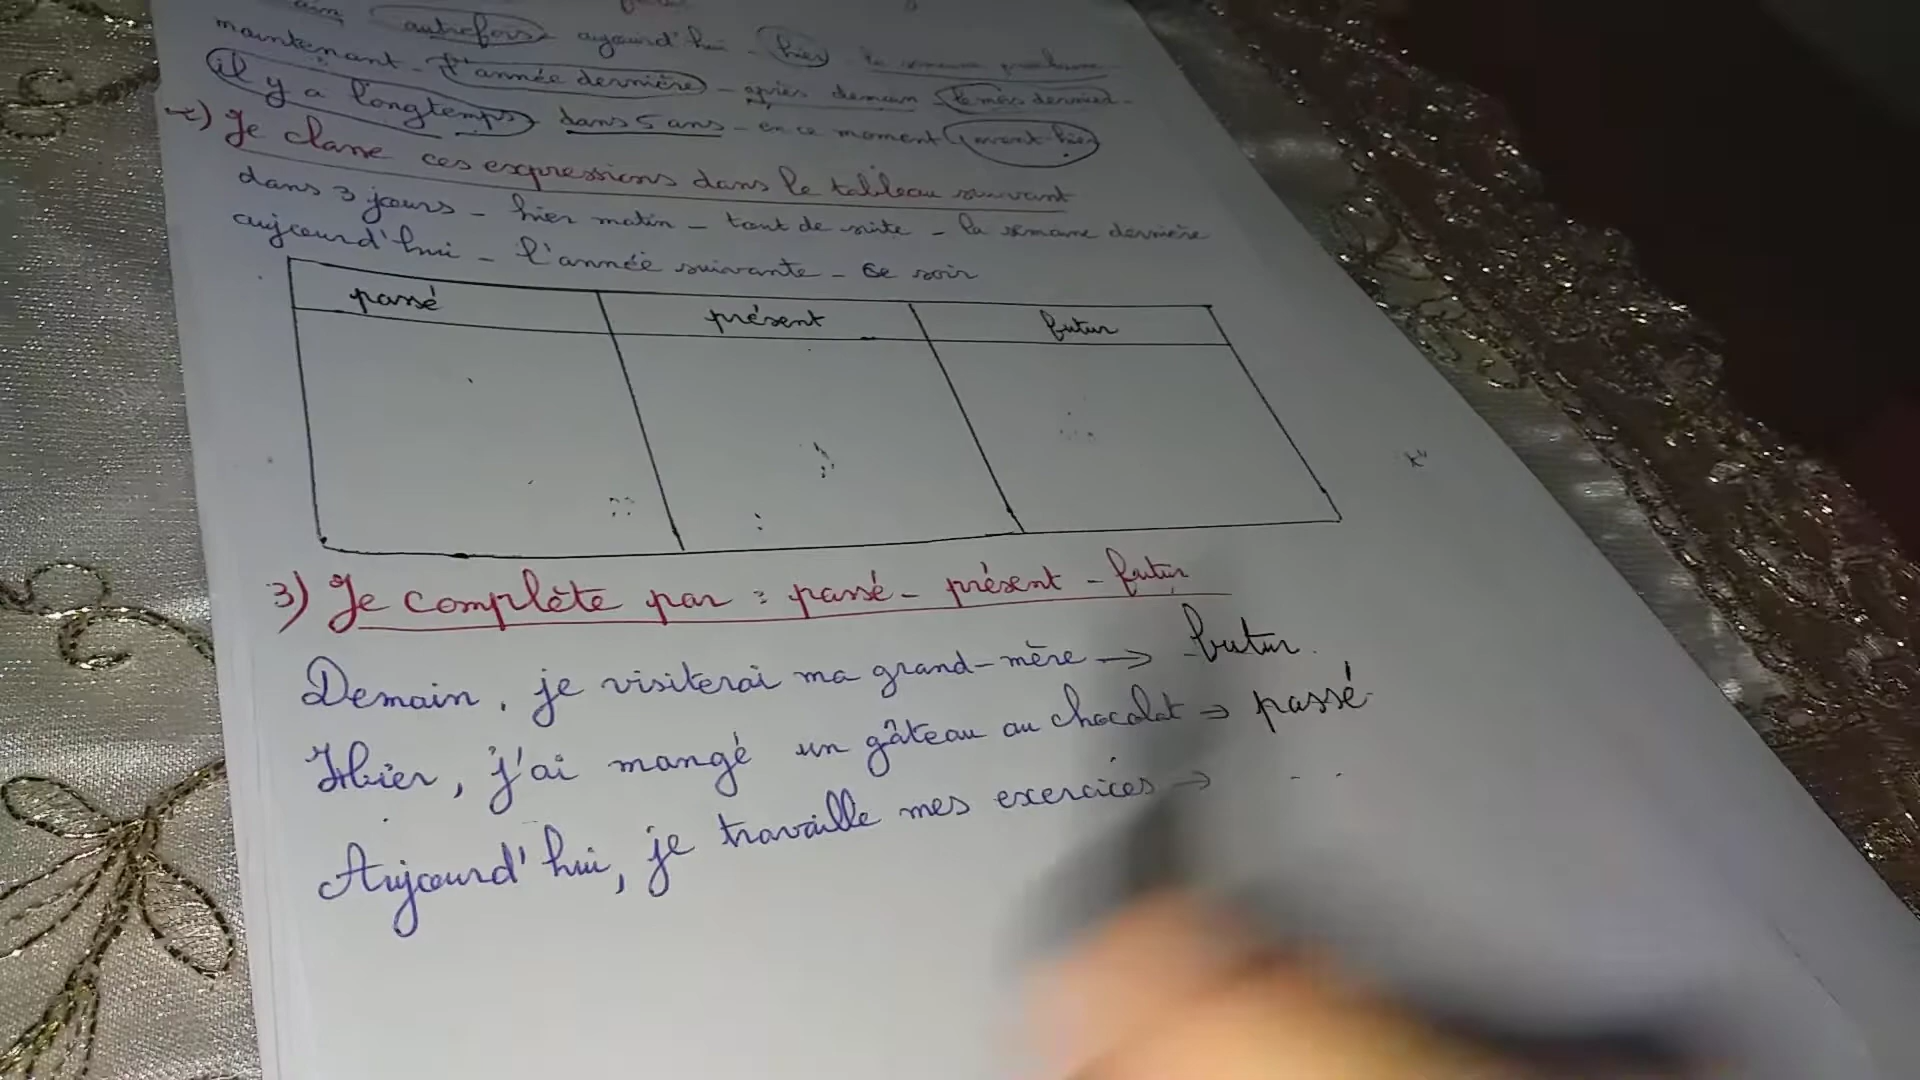 autrefois - aujourd'hui - hier - la semaine prochaine
maintenant - l'année dernière - après demain - le mois dernier -
il y a longtemps - dans 5 ans - en ce moment avant-hier
2) Je classe ces expressions dans le tableau suivant
dans 3 jours - hier matin - tout de suite - la semaine dernière
aujourd'hui - l'année suivante - ce soir
passé présent futur
3) Je complète par : passé - présent - futur
Demain, je visiterai ma grand-mère → futur.
Hier, j'ai mangé un gâteau au chocolat → passé
Aujourd'hui, je travaille mes exercices →